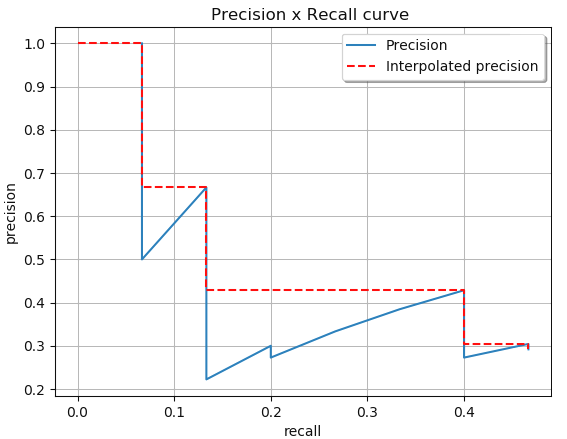 Precision x Recall curve
Precision
Interpolated precision
1.0
0.9
0.8
0.7
0.6
0.5
0.4
0.3
0.2
precision
0.0 0.1 0.2 0.3 0.4
recall